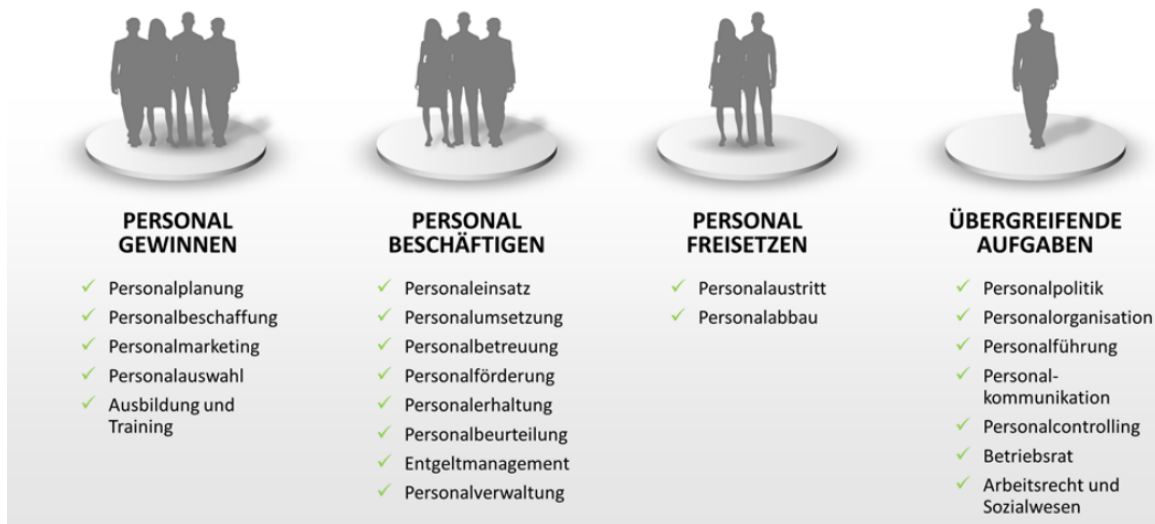 PERSONAL
GEWINNEN
Personalplanung
Personalbeschaffung
Personalmarketing
Personalauswahl
Ausbildung und
Training
PERSONAL
BESCHÄFTIGEN
Personaleinsatz
Personalumsetzung
Personalbetreuung
Personalförderung
Personalerhaltung
Personalbeurteilung
Entgeltmanagement
Personalverwaltung
PERSONAL
FREISETZEN
Personalaustritt
Personalabbau
ÜBERGREIFENDE
AUFGABEN
Personalpolitik
Personalorganisation
Personalführung
Personal-
kommunikation
Personalcontrolling
Betriebsrat
Arbeitsrecht und
Sozialwesen